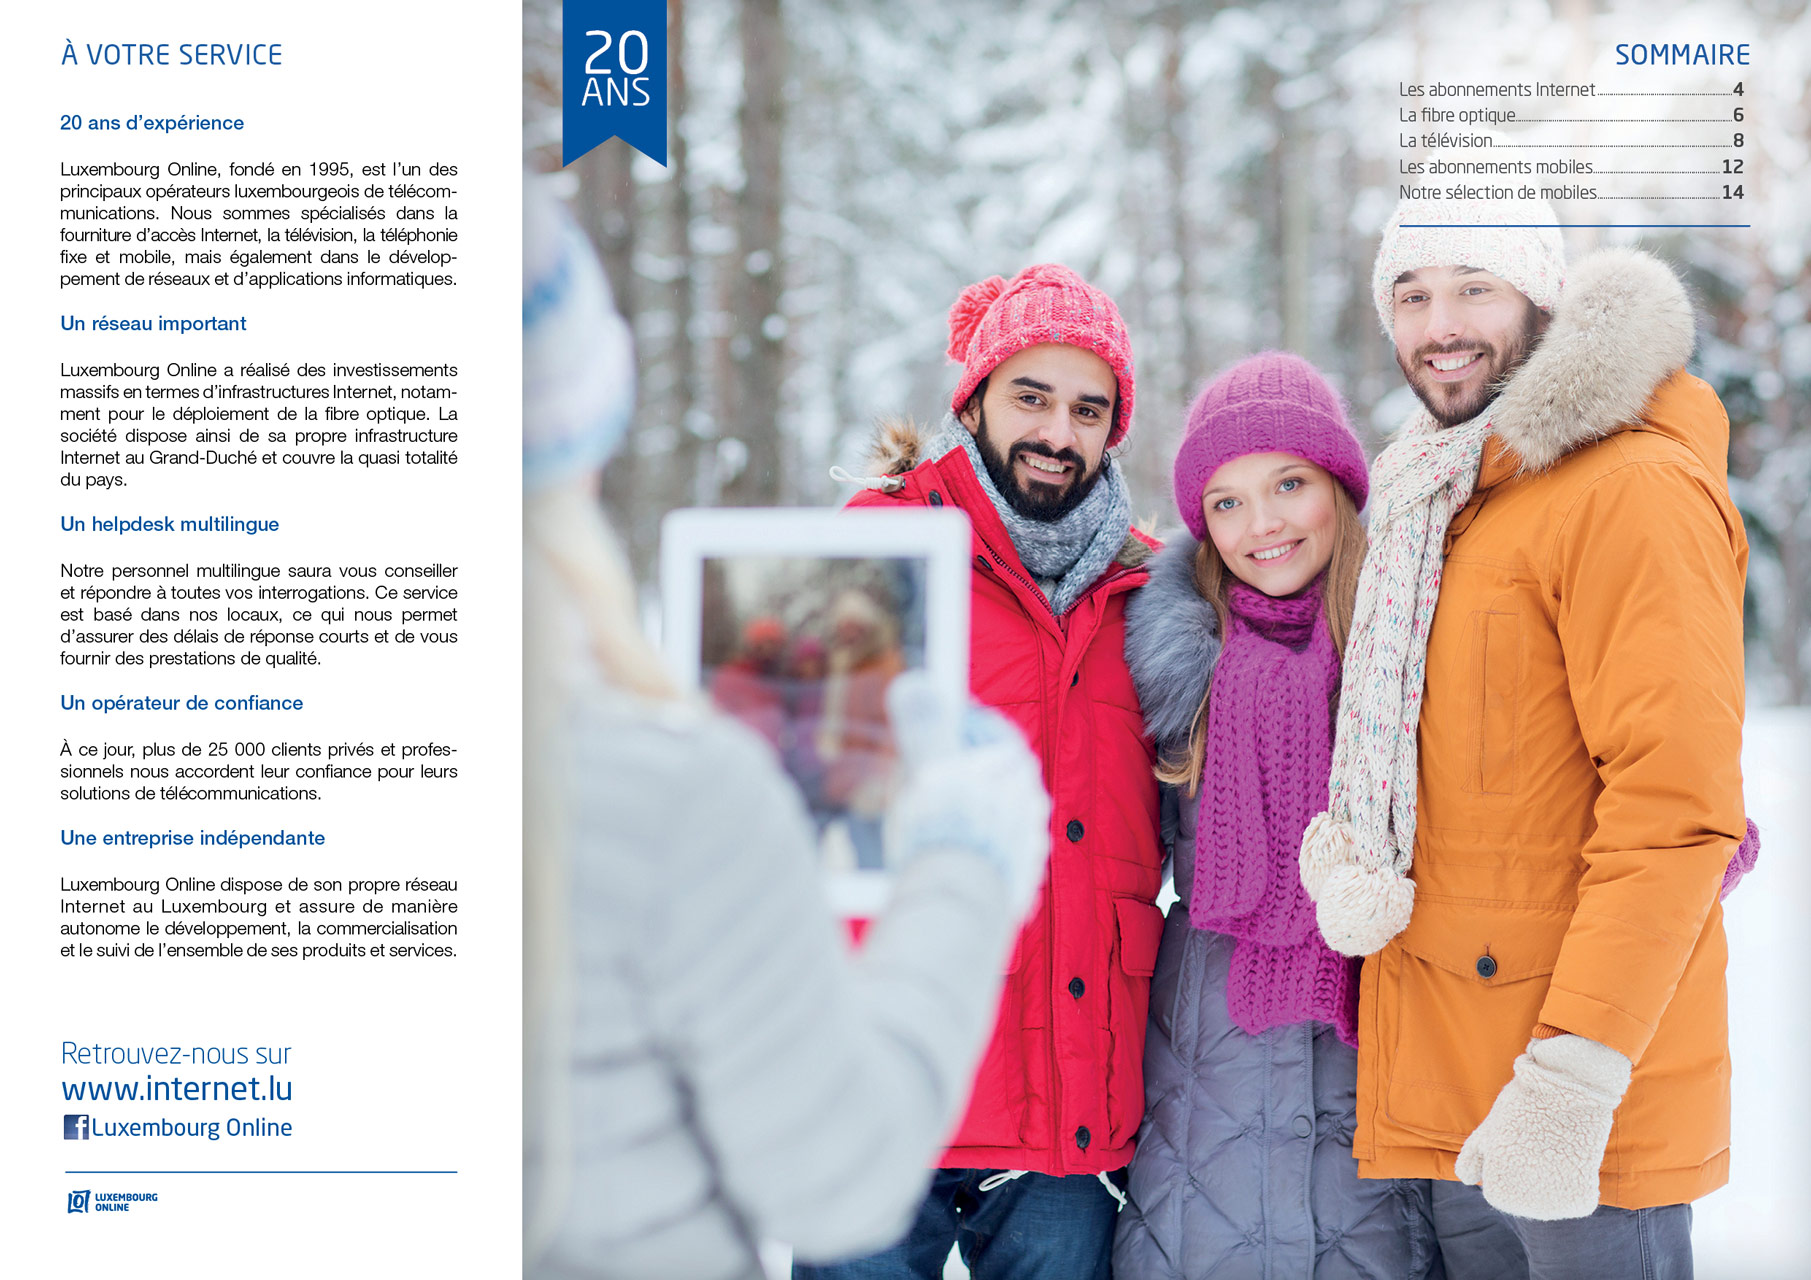 À VOTRE SERVICE
20 ans d’expérience
Luxembourg Online, fondé en 1995, est l’un des
principaux opérateurs luxembourgeois de télécom-
munications. Nous sommes spécialisés dans la
fourniture d’accès Internet, la télévision, la téléphonie
fixe et mobile, mais également dans le dévelop-
pement de réseaux et d’applications informatiques.
Un réseau important
Luxembourg Online a réalisé des investissements
massifs en termes d’infrastructures Internet, notam-
ment pour le déploiement de la fibre optique. La
société dispose ainsi de sa propre infrastructure
Internet au Grand-Duché et couvre la quasi totalité
du pays.
Un helpdesk multilingue
Notre personnel multilingue saura vous conseiller
et répondre à toutes vos interrogations. Ce service
est basé dans nos locaux, ce qui nous permet
d’assurer des délais de réponse courts et de vous
fournir des prestations de qualité.
Un opérateur de confiance
À ce jour, plus de 25 000 clients privés et profes-
sionnels nous accordent leur confiance pour leurs
solutions de télécommunications.
Une entreprise indépendante
Luxembourg Online dispose de son propre réseau
Internet au Luxembourg et assure de manière
autonome le développement, la commercialisation
et le suivi de l’ensemble de ses produits et services.
Retrouvez-nous sur
www.internet.lu
f Luxembourg Online
LOL LUXEMBOURG
ONLINE
20
ANS
SOMMAIRE
Les abonnements Internet 4
La fibre optique 6
La télévision 8
Les abonnements mobiles 12
Notre sélection de mobiles 14